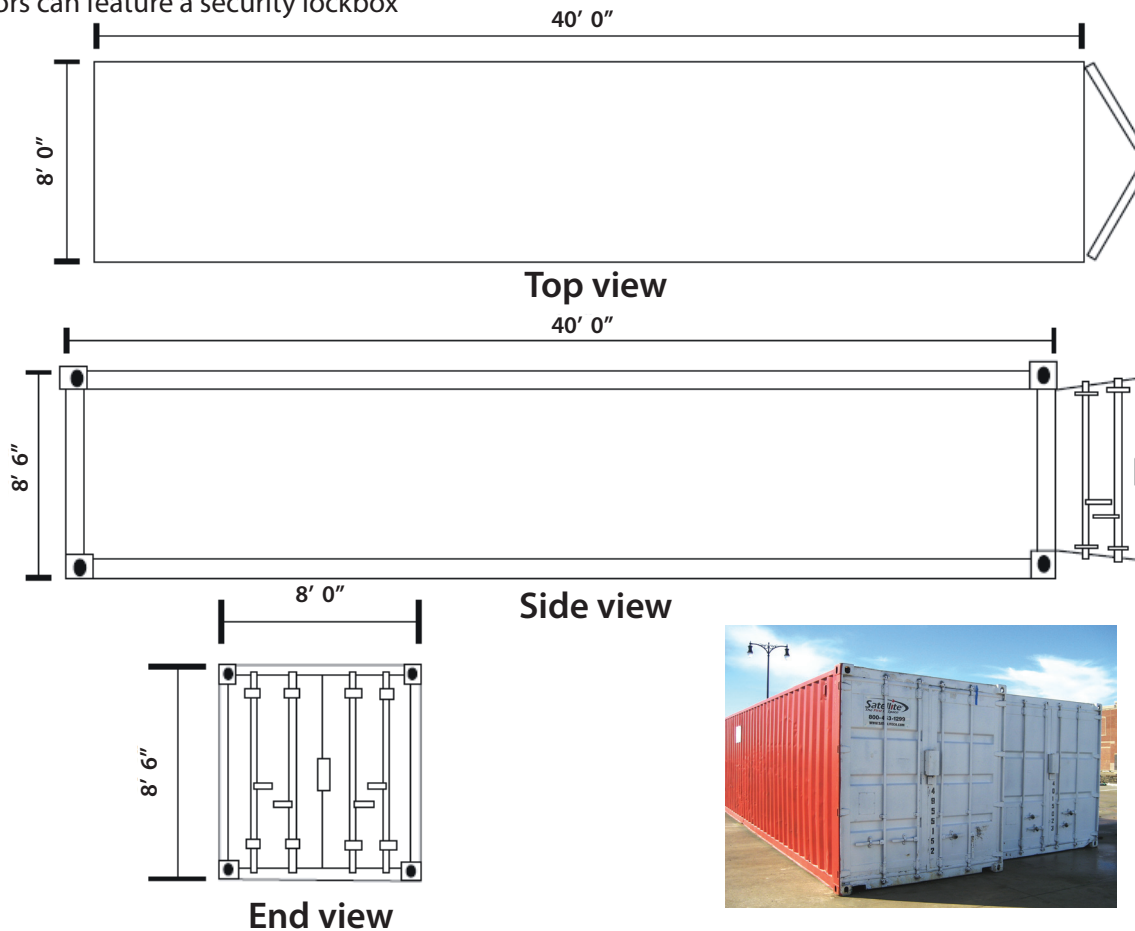 ors can feature a security lockbox
40’ 0”
8’ 0”
Top view
40’ 0”
8’ 6”
Side view
8’ 0”
8’ 6”
End view
Satellite